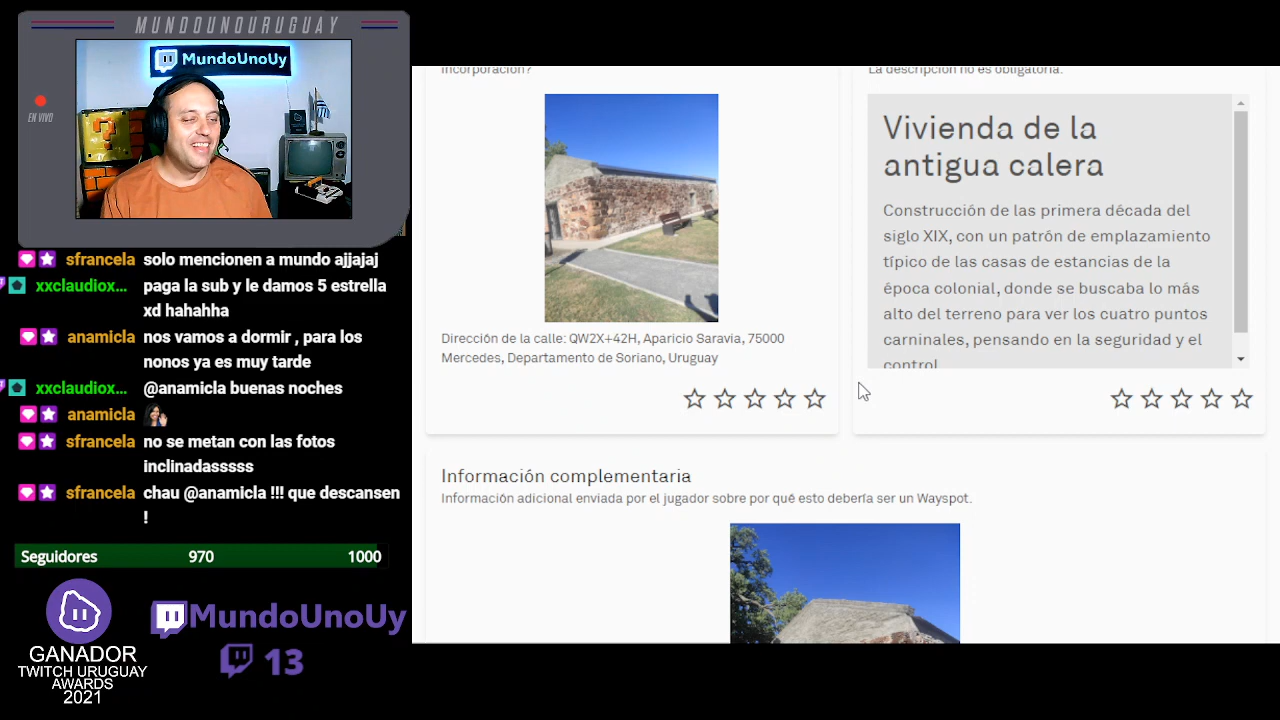 MUNDOUNOURUGUAY
MundoUnoUy
EN VIVO
sfrancela solo mencionen a mundo ajjajaj
xxclaudiox... paga la sub y le damos 5 estrella
xd hahahha
anamicla nos vamos a dormir , para los
nonos ya es muy tarde
xxclaudiox... @anamicla buenas noches
anamicla
sfrancela no se metan con las fotos
inclinadasssss
sfrancela chau @anamicla !!! que descansen
!
Seguidores 970 1000
GANADOR
TWITCH URUGUAY
AWARDS
2021
MundoUnoUy
13
incorporación?
Dirección de la calle: QW2X+42H, Aparicio Saravia, 75000
Mercedes, Departamento de Soriano, Uruguay
La descripción no es obligatoria.
Vivienda de la
antigua calera
Construcción de las primera década del
siglo XIX, con un patrón de emplazamiento
típico de las casas de estancias de la
época colonial, donde se buscaba lo más
alto del terreno para ver los cuatro puntos
carninales, pensando en la seguridad y el
control
Información complementaria
Información adicional enviada por el jugador sobre por qué esto debería ser un Wayspot.